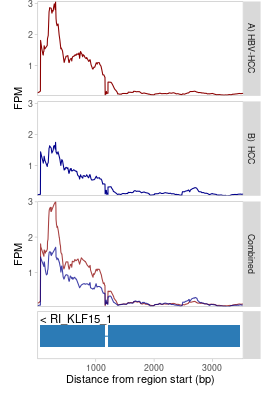 3
2
1
FPM
A) HBV-HCC
3
2
1
B) HCC
3
2
1
FPM
Combined
< RI_KLF15_1
1000 2000 3000
Distance from region start (bp)